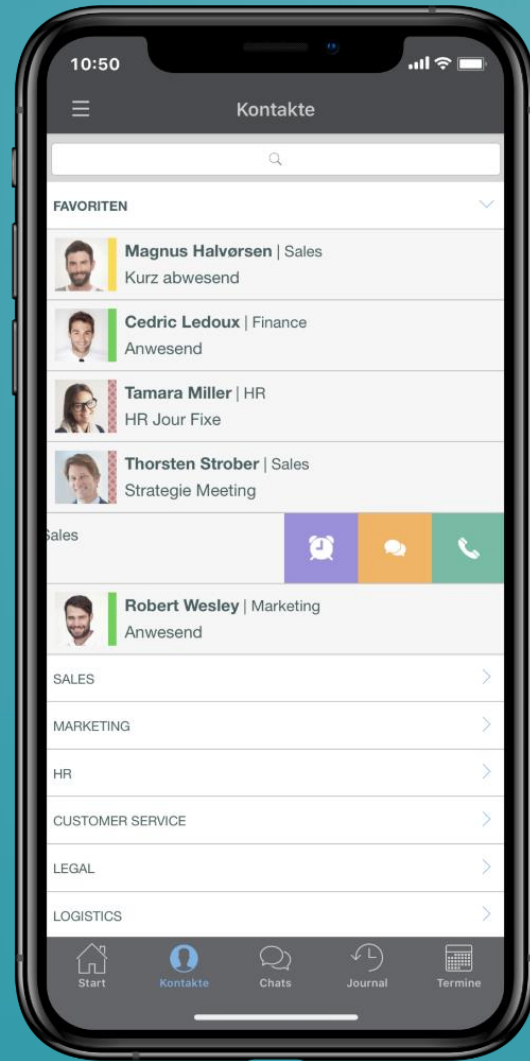 10:50
Kontakte
FAVORITEN
Magnus Halvørsen | Sales
Kurz abwesend
Cedric Ledoux | Finance
Anwesend
Tamara Miller | HR
HR Jour Fixe
Thorsten Strober | Sales
Strategie Meeting
Sales
Robert Wesley | Marketing
Anwesend
SALES
MARKETING
HR
CUSTOMER SERVICE
LEGAL
LOGISTICS
Start Kontakte Chats Journal Termine